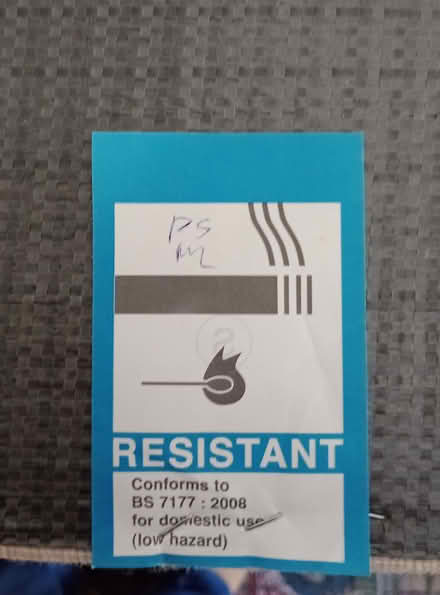 PS
RESISTANT
Conforms to
BS 7177 : 2008
for domestic use
(low hazard)